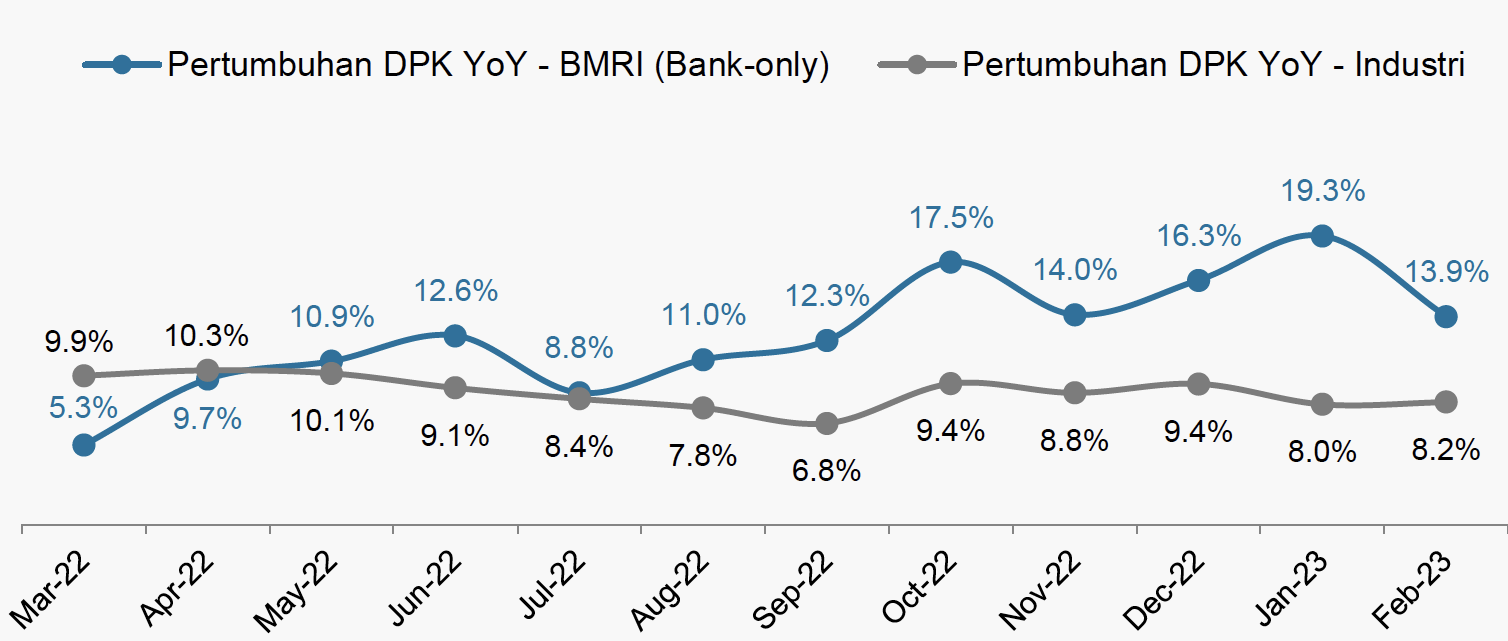 Pertumbuhan DPK YoY - BMRI (Bank-only) Pertumbuhan DPK YoY - Industri
5.3% 9.7% 10.9% 12.6% 8.8% 11.0% 12.3% 17.5% 14.0% 16.3% 19.3% 13.9%
9.9% 10.3% 10.1% 9.1% 8.4% 7.8% 6.8% 9.4% 8.8% 9.4% 8.0% 8.2%
Mar-22 Apr-22 May-22 Jun-22 Jul-22 Aug-22 Sep-22 Oct-22 Nov-22 Dec-22 Jan-23 Feb-23